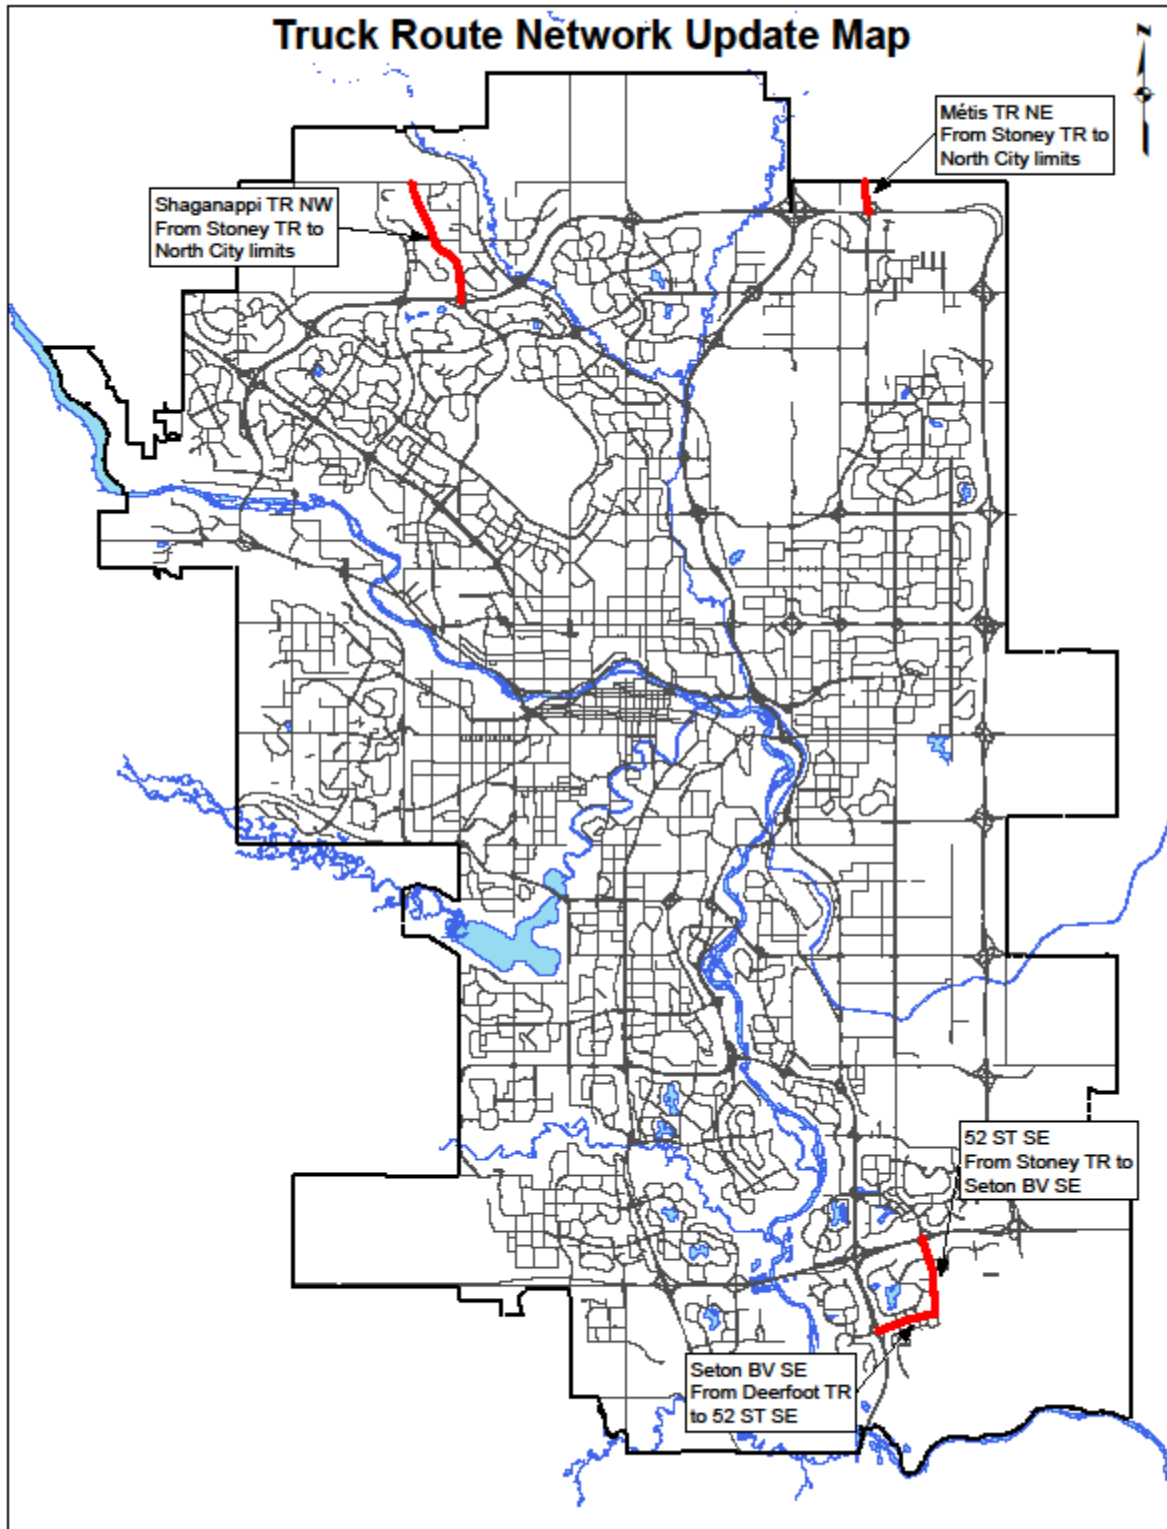 Truck Route Network Update Map
N
Métis TR NE
From Stoney TR to
North City limits
Shaganappi TR NW
From Stoney TR to
North City limits
52 ST SE
From Stoney TR to
Seton BV SE
Seton BV SE
From Deerfoot TR
to 52 ST SE